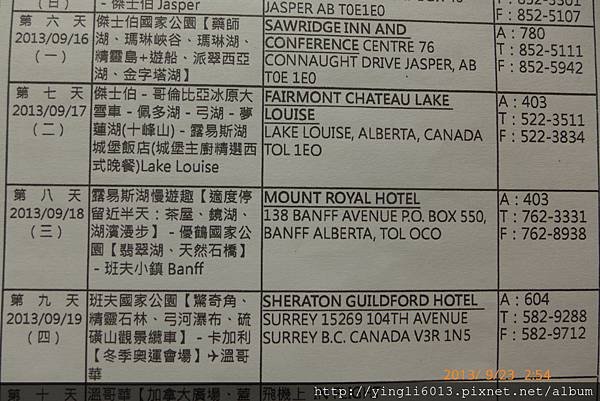 (日)
- 傑士伯 Jasper
JASPER AB T0E1E0
F：852-5107
第 六 天
2013/09/16
(一)
傑士伯國家公園【藥師
湖、瑪琳峽谷、瑪琳湖、
精靈島+遊船、派翠西亞
湖、金字塔湖】
SAWRIDGE INN AND
CONFERENCE CENTRE 76
CONNAUGHT DRIVE JASPER, AB
T0E 1E0
A：780
T：852-5111
F：852-5942
第 七 天
2013/09/17
(二)
傑士伯 - 哥倫比亞冰原大
雪車 - 佩多湖 - 弓湖 - 夢
蓮湖(十峰山) - 露易斯湖
城堡飯店(城堡主廚精選西
式晚餐)Lake Louise
FAIRMONT CHATEAU LAKE
LOUISE
LAKE LOUISE, ALBERTA, CANADA
TOL 1EO
A：403
T：522-3511
F：522-3834
第 八 天
2013/09/18
(三)
露易斯湖慢遊趣【適度停
留近半天：茶屋、鏡湖、
湖濱漫步】 - 優鶴國家公
園【翡翠湖、天然石橋】
- 班夫小鎮 Banff
MOUNT ROYAL HOTEL
138 BANFF AVENUE P.O. BOX 550,
BANFF ALBERTA, TOL OCO
A：403
T：762-3331
F：762-8938
第 九 天
2013/09/19
(四)
班夫國家公園【驚奇角、
精靈石林、弓河瀑布、硫
磺山觀景纜車】 - 卡加利
【冬季奧運會場】✈溫哥
華
SHERATON GUILDFORD HOTEL
SURREY 15269 104TH AVENUE
SURREY B.C. CANADA V3R 1N5
A：604
T：582-9288
F：582-9712
2013/ 9/23 2:54
第 十 天
溫哥華【加拿大廣場、蓋
飛機上
http://yingli6013.pixnet.net/album